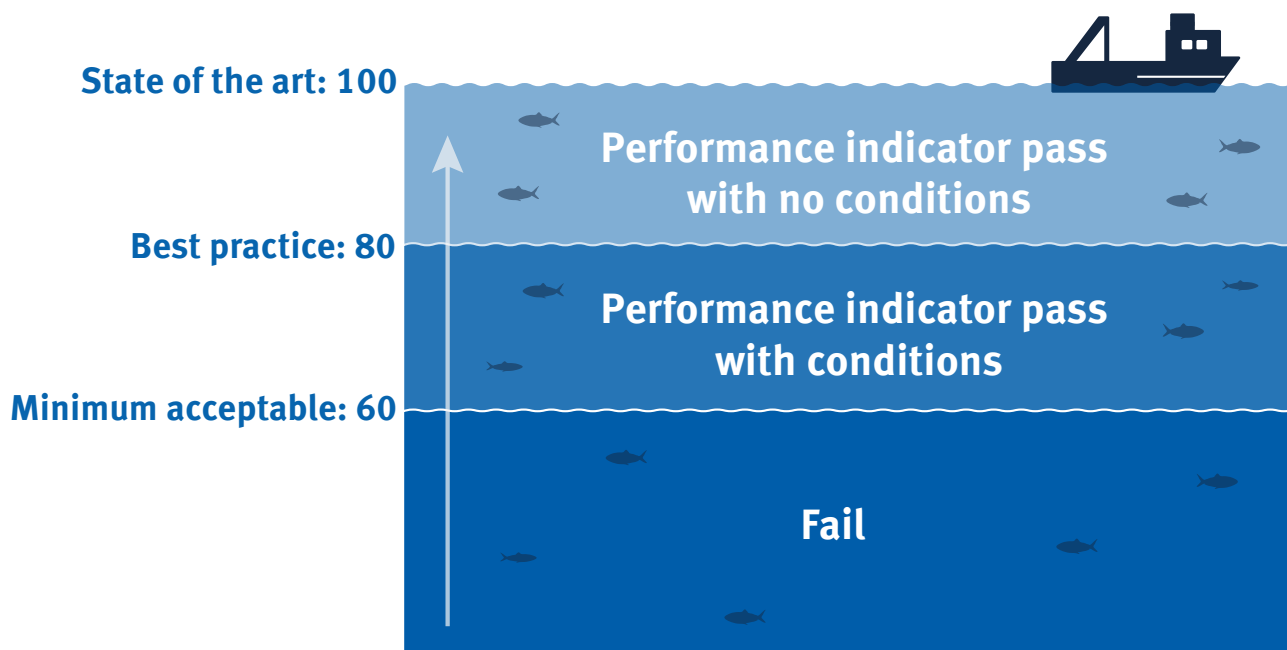 State of the art: 100
Performance indicator pass
with no conditions
Best practice: 80
Performance indicator pass
with conditions
Minimum acceptable: 60
Fail